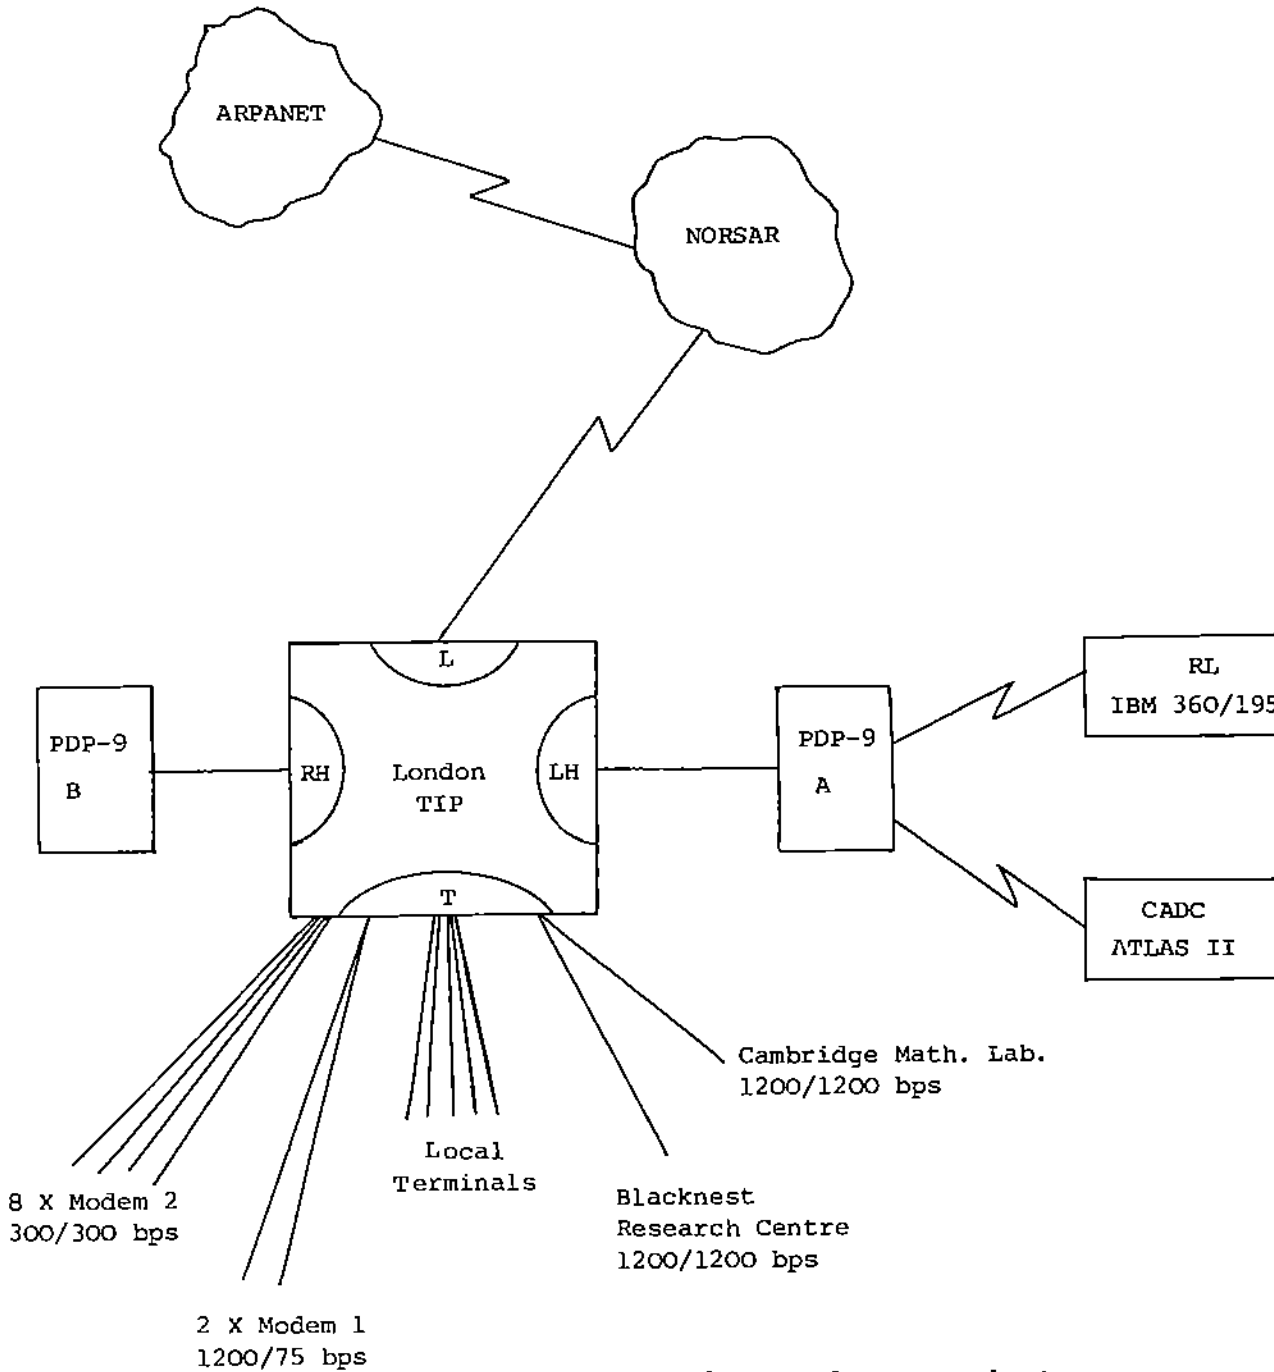 ARPANET
NORSAR
L
RL
IBM 360/195
PDP-9
B
RH
London
TIP
LH
PDP-9
A
T
CADC
ATLAS II
Cambridge Math. Lab.
1200/1200 bps
Local
Terminals
8 X Modem 2
300/300 bps
Blacknest
Research Centre
1200/1200 bps
2 X Modem 1
1200/75 bps